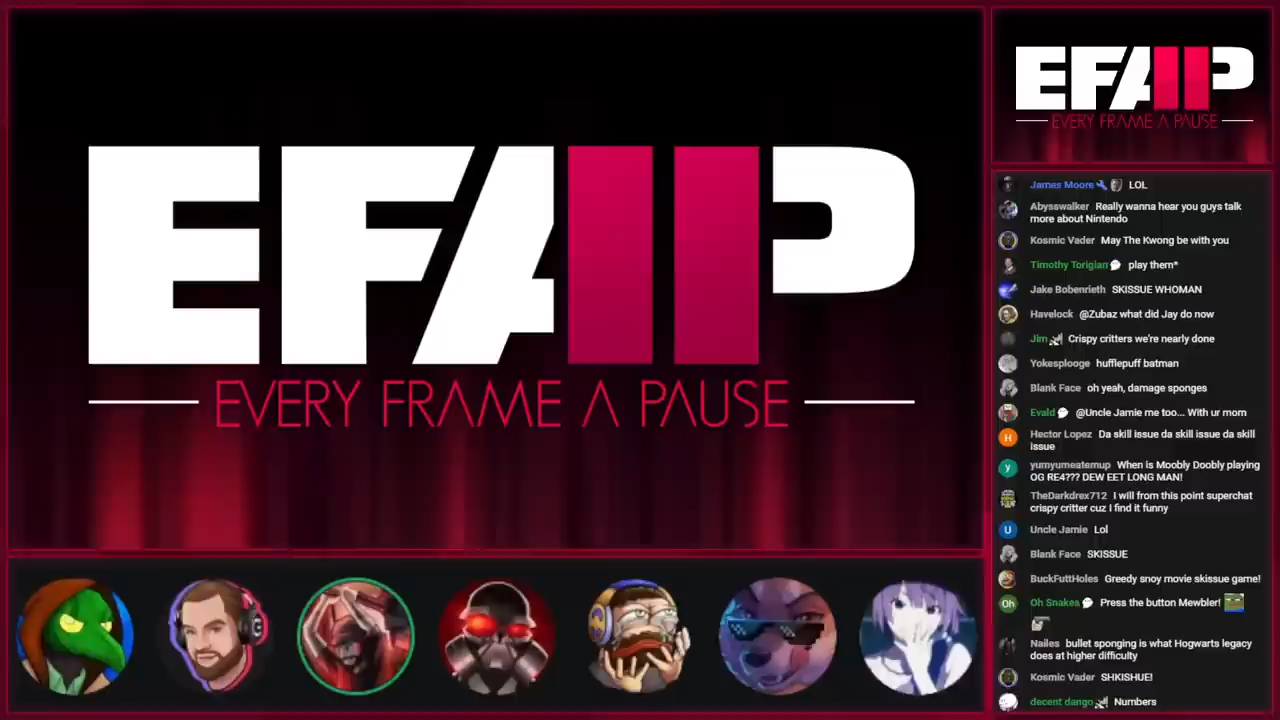 EFAP
EVERY FRAME A PAUSE
EFAP
EVERY FRAME A PAUSE
James Moore LOL
Abysswalker Really wanna hear you guys talk
more about Nintendo
Kosmic Vader May The Kwong be with you
Timothy Torigian play them*
Jake Bobenrieth SKISSUE WHOMAN
Havelock @Zubaz what did Jay do now
Jim Crispy critters we're nearly done
Yokesplooge hufflepuff batman
Blank Face oh yeah, damage sponges
Evald @Uncle Jamie me too... With ur mom
H Hector Lopez Da skill issue da skill issue da skill
issue
y yumyumeatemup When is Moobly Doobly playing
OG RE4??? DEW EET LONG MAN!
TheDarkdrex712 I will from this point superchat
crispy critter cuz I find it funny
U Uncle Jamie Lol
Blank Face SKISSUE
BuckFuttHoles Greedy snoy movie skissue game!
Oh Oh Snakes Press the button Mewbler!
Nailes bullet sponging is what Hogwarts legacy
does at higher difficulty
Kosmic Vader SHKISHUE!
decent dango Numbers